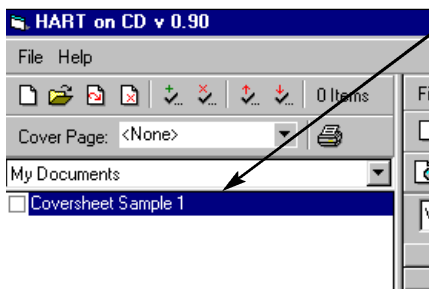 HART on CD v 0.90
File Help
0 Items
Cover Page: <None>
My Documents
Coversheet Sample 1